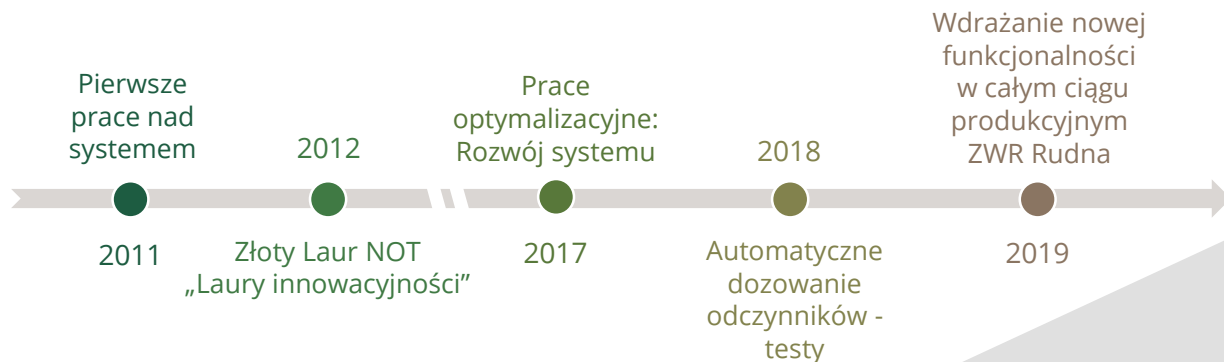 Pierwsze
prace nad
systemem
2011
2012
Złoty Laur NOT
„Laury innowacyjności”
Prace
optymalizacyjne:
Rozwój systemu
2017
2018
Automatyczne
dozowanie
odczynników -
testy
Wdrażanie nowej
funkcjonalności
w całym ciągu
produkcyjnym
ZWR Rudna
2019